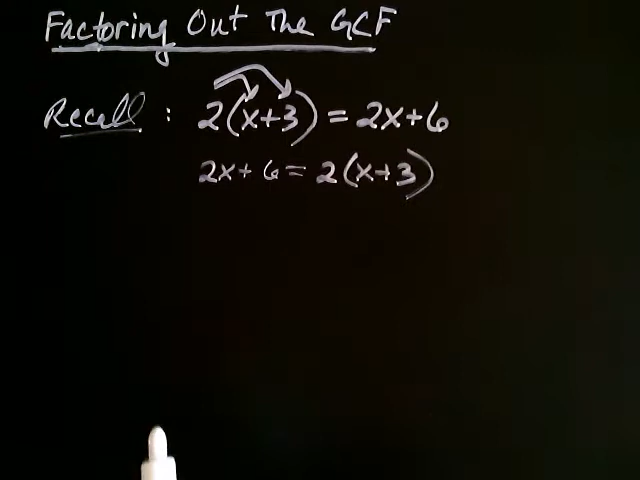 Factoring Out The GCF
Recall : 2(x+3) = 2x+6
2x+6 = 2(x+3)